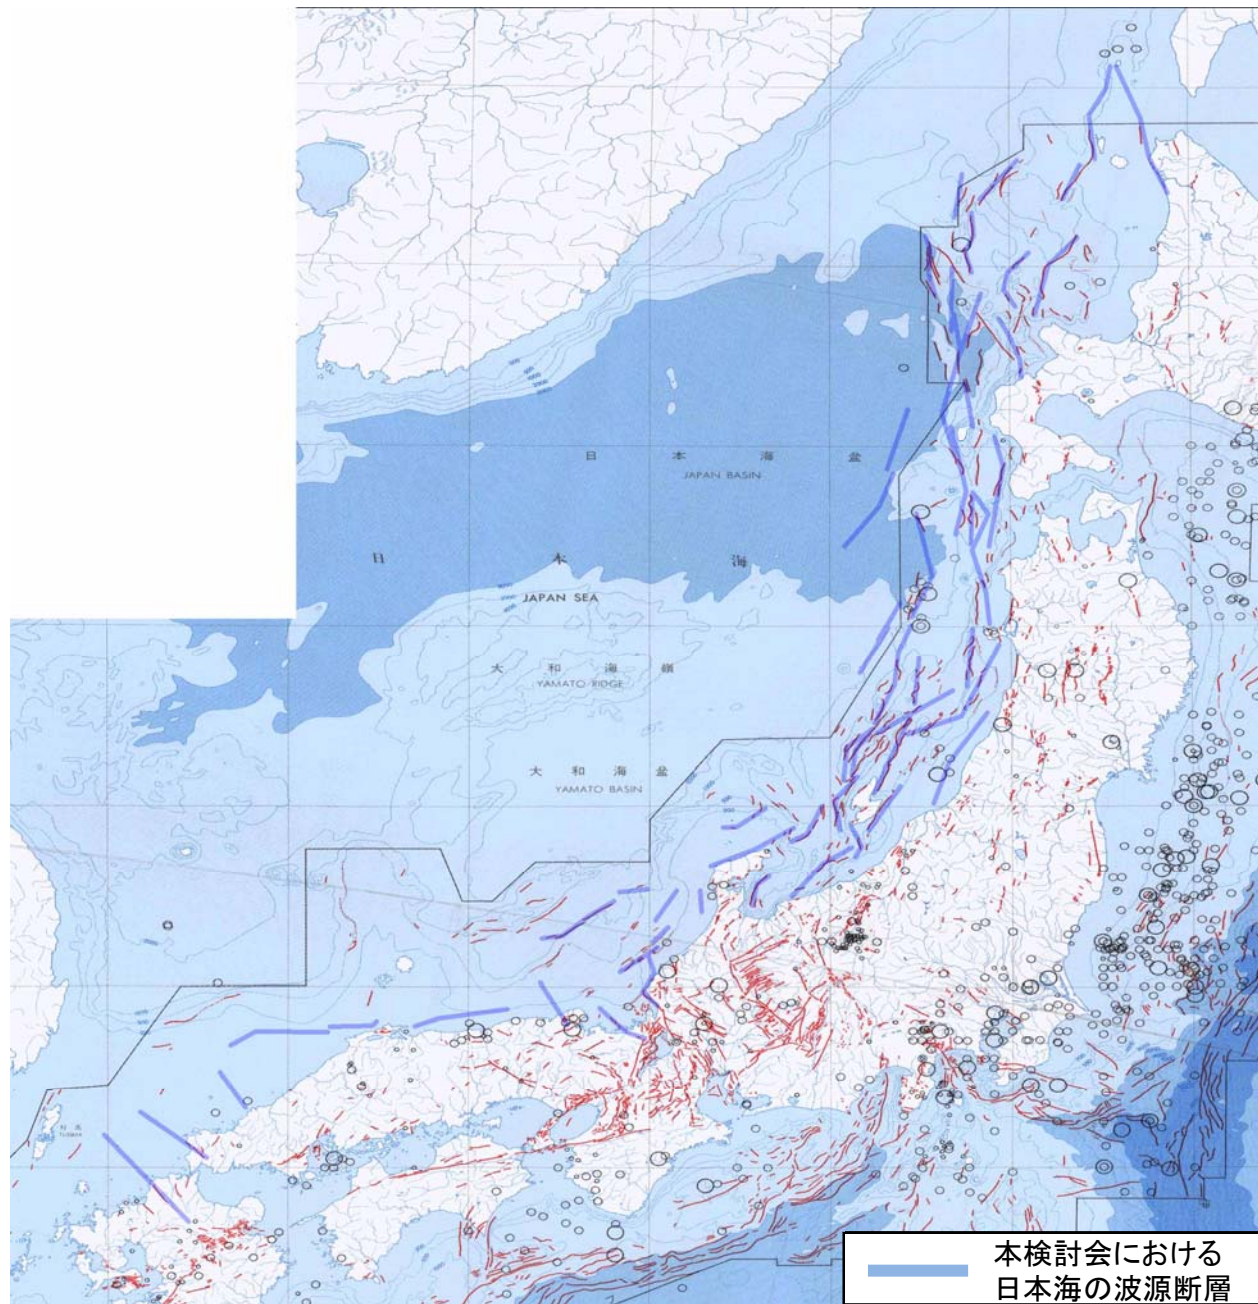 日 本 海 盆
JAPAN BASIN
日 本 海
JAPAN SEA
大 和 海 嶺
YAMATO RIDGE
大 和 海 盆
YAMATO BASIN
本検討会における
日本海の波源断層